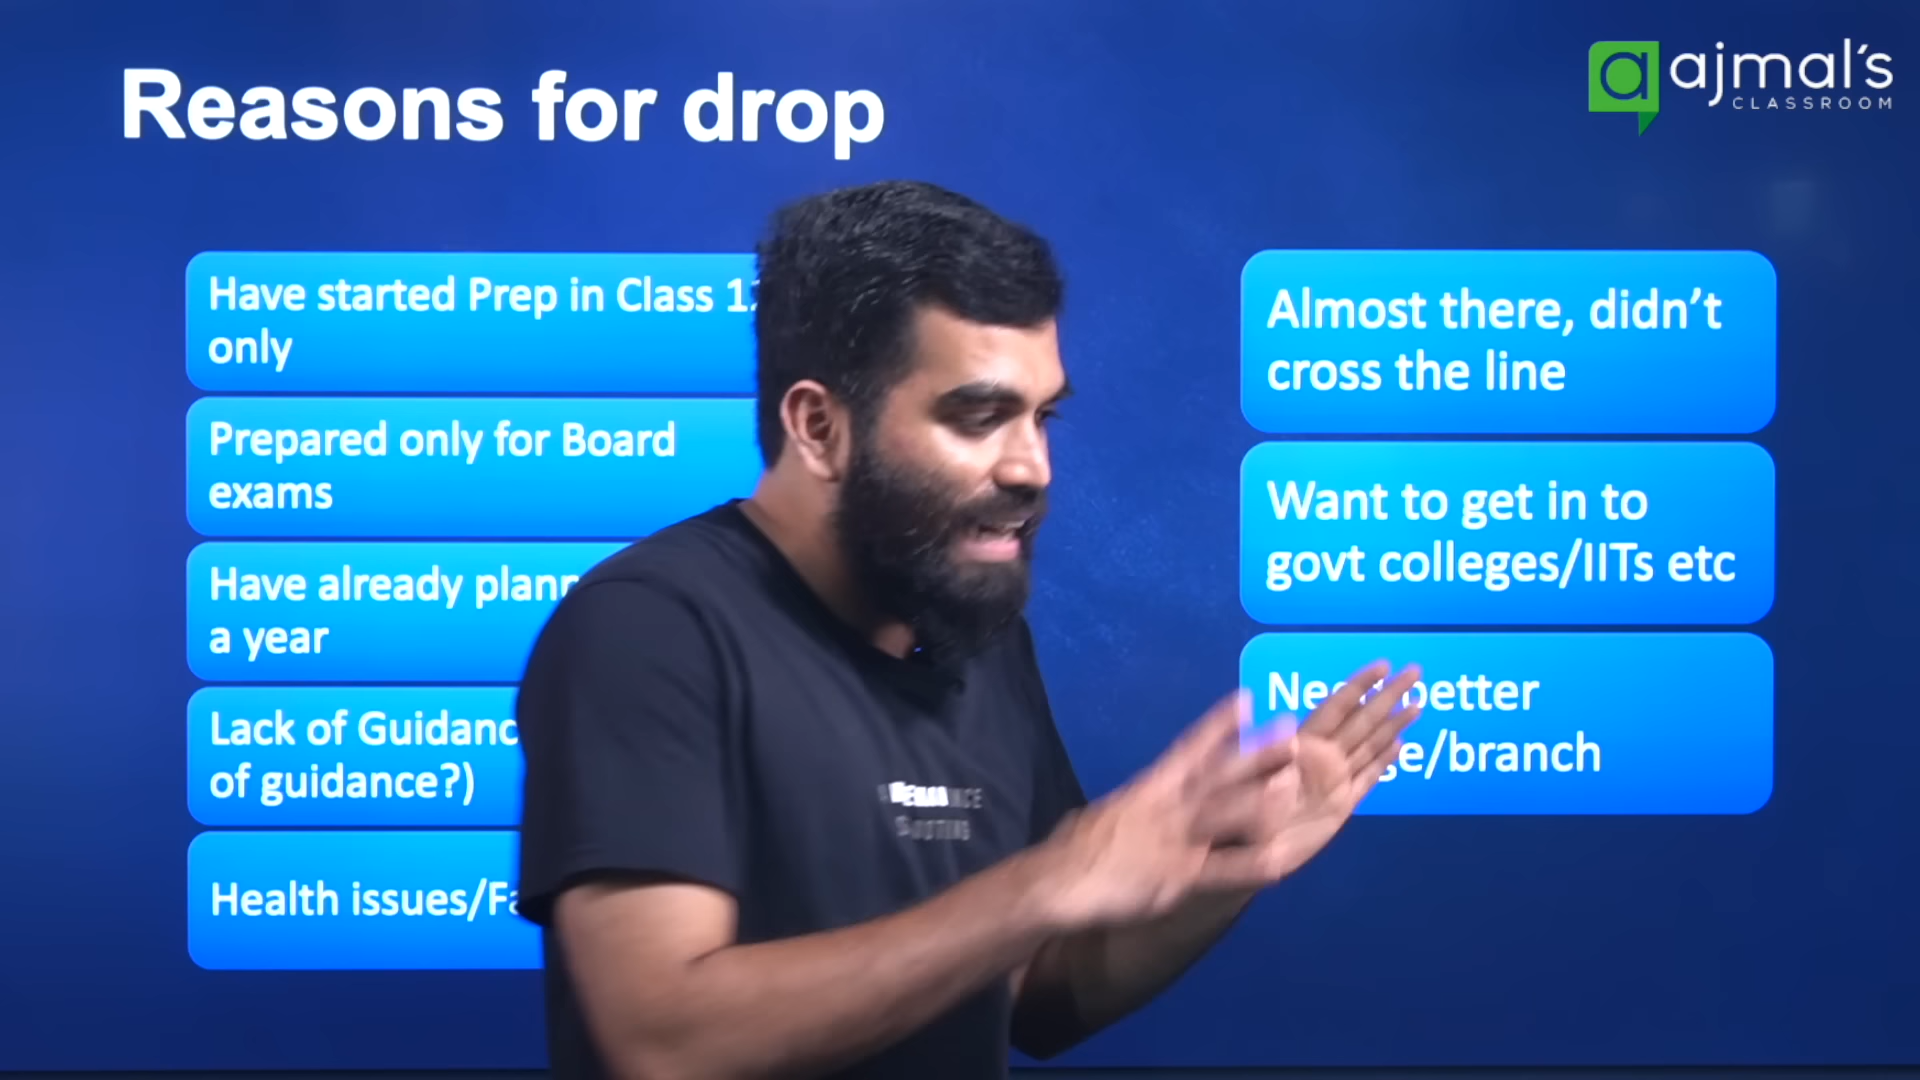 Reasons for drop
ajmal's
CLASSROOM
Have started Prep in Class
only
Prepared only for Board
exams
Have already
a year
Lack of
of guidance?)
Health
Almost there, didn't
cross the line
Want to get in to
govt colleges/IITs etc
better
branch